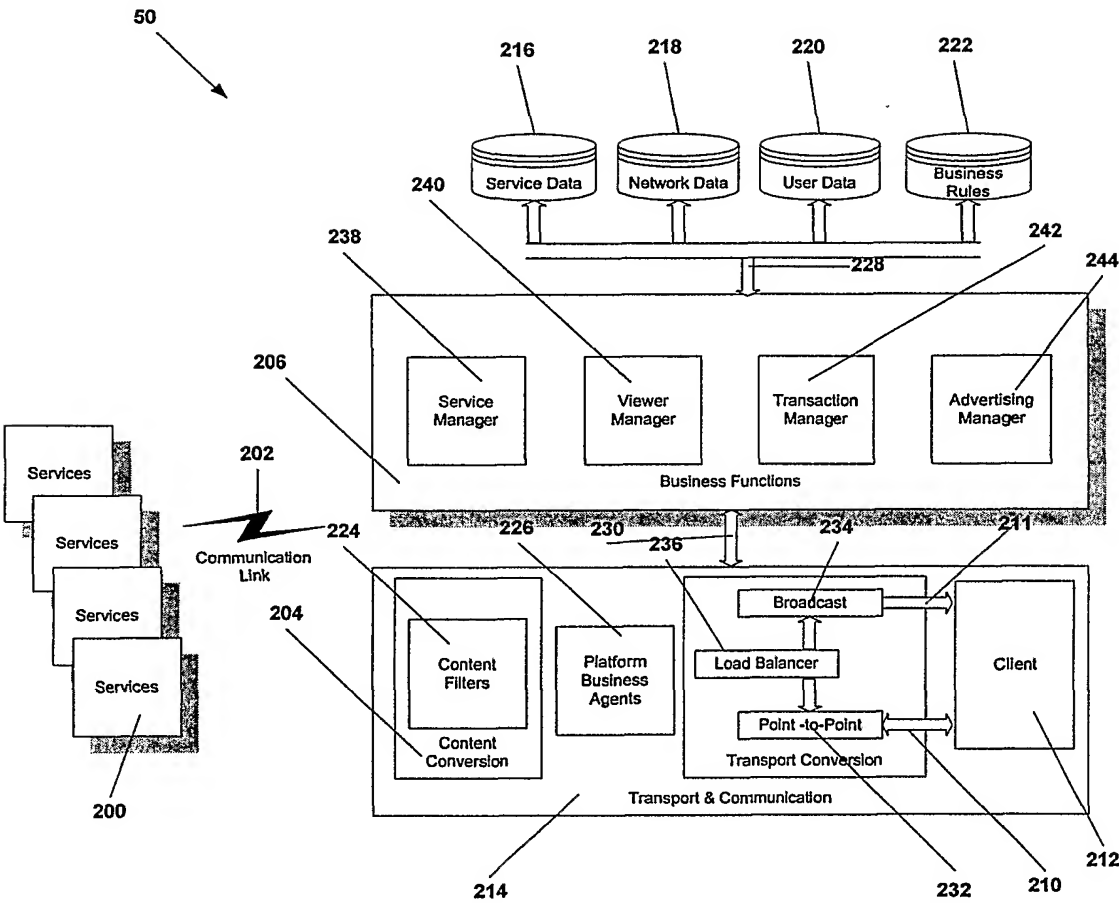 50
216
218
220
222
Service Data
Network Data
User Data
Business
Rules
240
238
242
228
244
206
Service
Manager
Viewer
Manager
Transaction
Manager
Advertising
Manager
Business Functions
Services
Services
Services
Services
202
Communication
Link
224
226
230
236
234
211
204
Content
Filters
Content
Conversion
Platform
Business
Agents
Broadcast
Load Balancer
Point -to-Point
Transport Conversion
Client
Transport & Communication
200
214
232
210
212